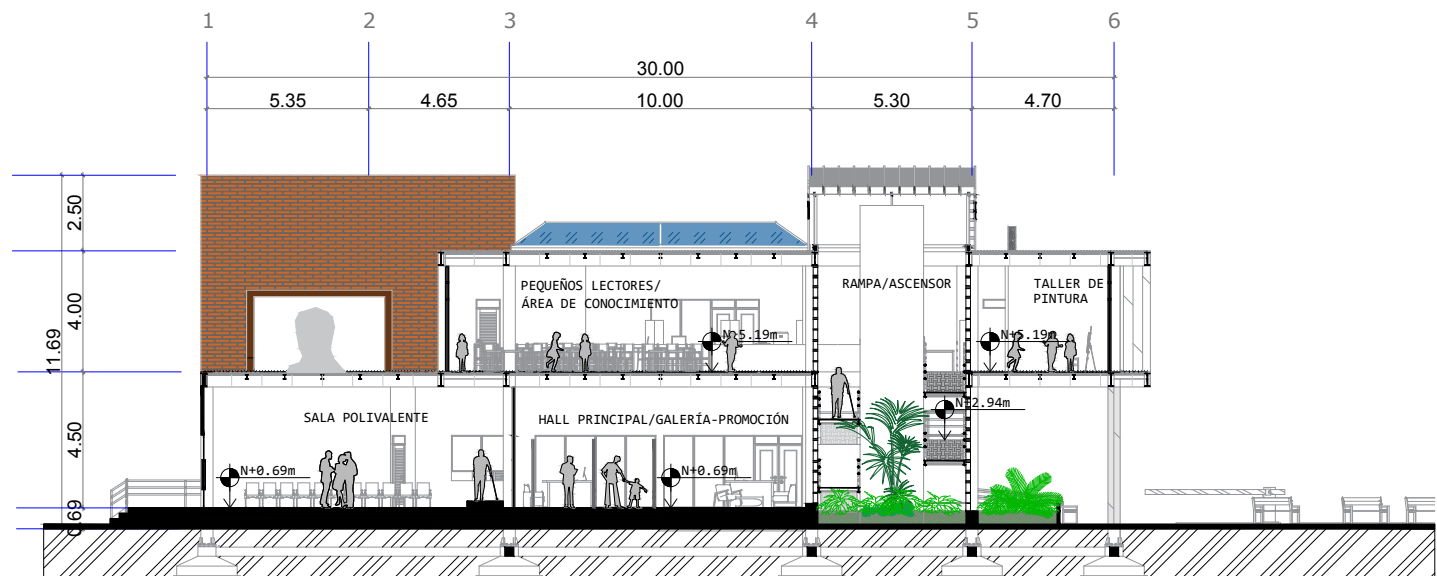 1 2 3 4 5 6
30.00
5.35 4.65 10.00 5.30 4.70
2.50
4.00
11.69
4.50
0.69
PEQUEÑOS LECTORES/
ÁREA DE CONOCIMIENTO
RAMPA/ASCENSOR
TALLER DE
PINTURA
N+5.19m
N+5.19m
N+2.94m
SALA POLIVALENTE
HALL PRINCIPAL/GALERÍA-PROMOCIÓN
N+0.69m
N+0.69m